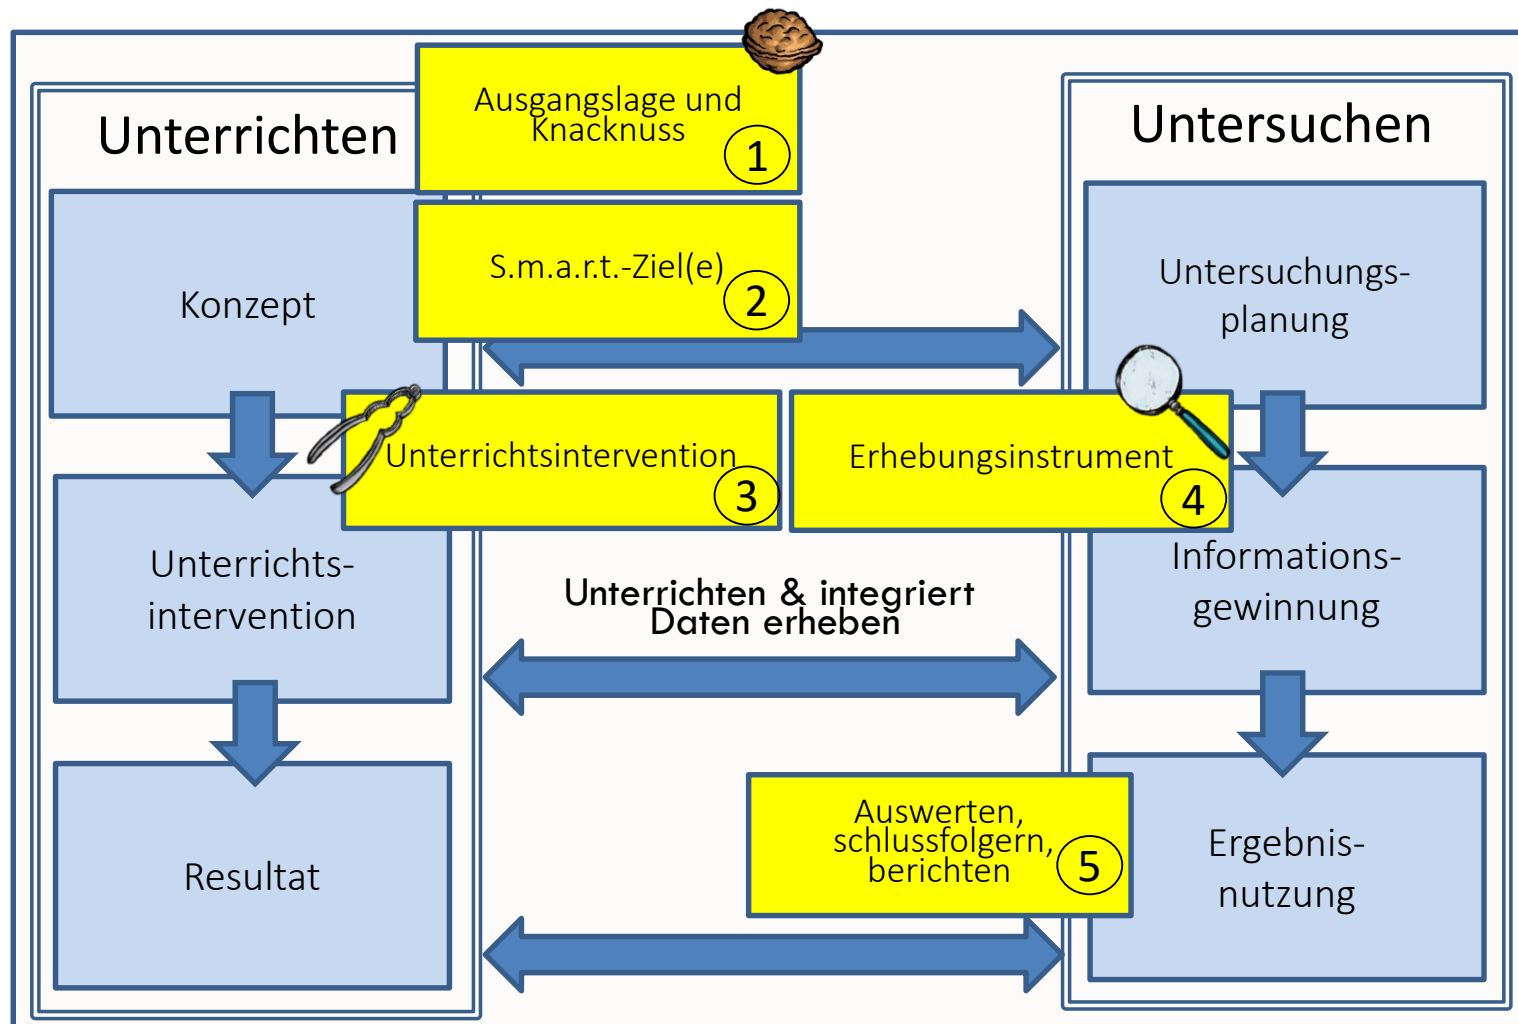 Unterrichten
Ausgangslage und
Knacknuss
1
Untersuchen
Konzept
S.m.a.r.t.-Ziel(e)
2
Untersuchungs-
planung
Unterrichtsintervention
3
Erhebungsinstrument
4
Unterrichts-
intervention
Unterrichten & integriert
Daten erheben
Informations-
gewinnung
Resultat
Auswerten,
schlussfolgern,
berichten
5
Ergebnis-
nutzung